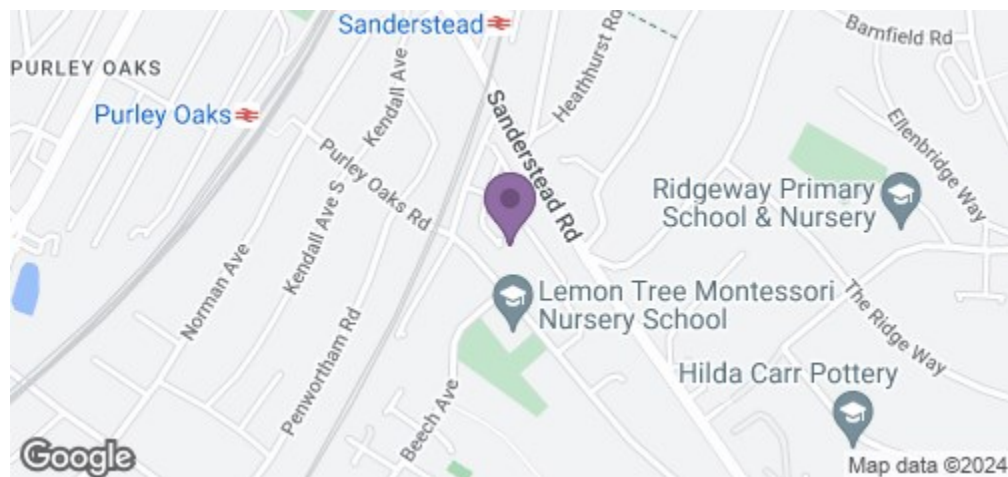 Sanderstead
PURLEY OAKS
Purley Oaks
Kendall Ave
Heathhurst Rd
Barnfield Rd
Sanderstead Rd
Ellenbridge Way
Purley Oaks Rd
Kendall Ave S
Ridgeway Primary
School & Nursery
Norman Ave
Lemon Tree Montessori
Nursery School
The Ridge Way
Penwortham Rd
Hilda Carr Pottery
Beech Ave
Google
Map data ©2024